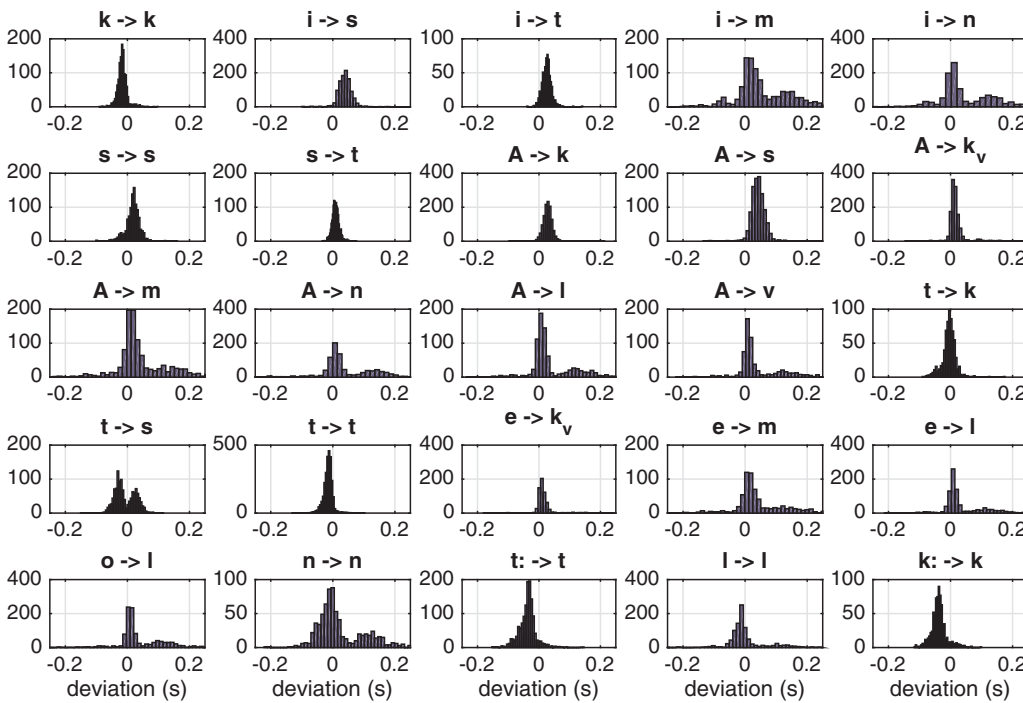 k -> k
i -> s
i -> t
i -> m
i -> n
200
100
0
-0.2 0 0.2
400
200
0
-0.2 0 0.2
100
50
0
-0.2 0 0.2
200
100
0
-0.2 0 0.2
400
200
0
-0.2 0 0.2
s -> s
s -> t
A -> k
A -> s
A -> k_v
200
100
0
-0.2 0 0.2
200
100
0
-0.2 0 0.2
400
200
0
-0.2 0 0.2
200
100
0
-0.2 0 0.2
400
200
0
-0.2 0 0.2
A -> m
A -> n
A -> l
A -> v
t -> k
200
100
0
-0.2 0 0.2
400
200
0
-0.2 0 0.2
200
100
0
-0.2 0 0.2
200
100
0
-0.2 0 0.2
100
50
0
-0.2 0 0.2
t -> s
t -> t
e -> k_v
e -> m
e -> l
200
100
0
-0.2 0 0.2
500
0
-0.2 0 0.2
400
200
0
-0.2 0 0.2
200
100
0
-0.2 0 0.2
400
200
0
-0.2 0 0.2
o -> l
n -> n
t: -> t
l -> l
k: -> k
400
200
0
-0.2 0 0.2
100
50
0
-0.2 0 0.2
200
100
0
-0.2 0 0.2
400
200
0
-0.2 0 0.2
100
50
0
-0.2 0 0.2
deviation (s)
deviation (s)
deviation (s)
deviation (s)
deviation (s)